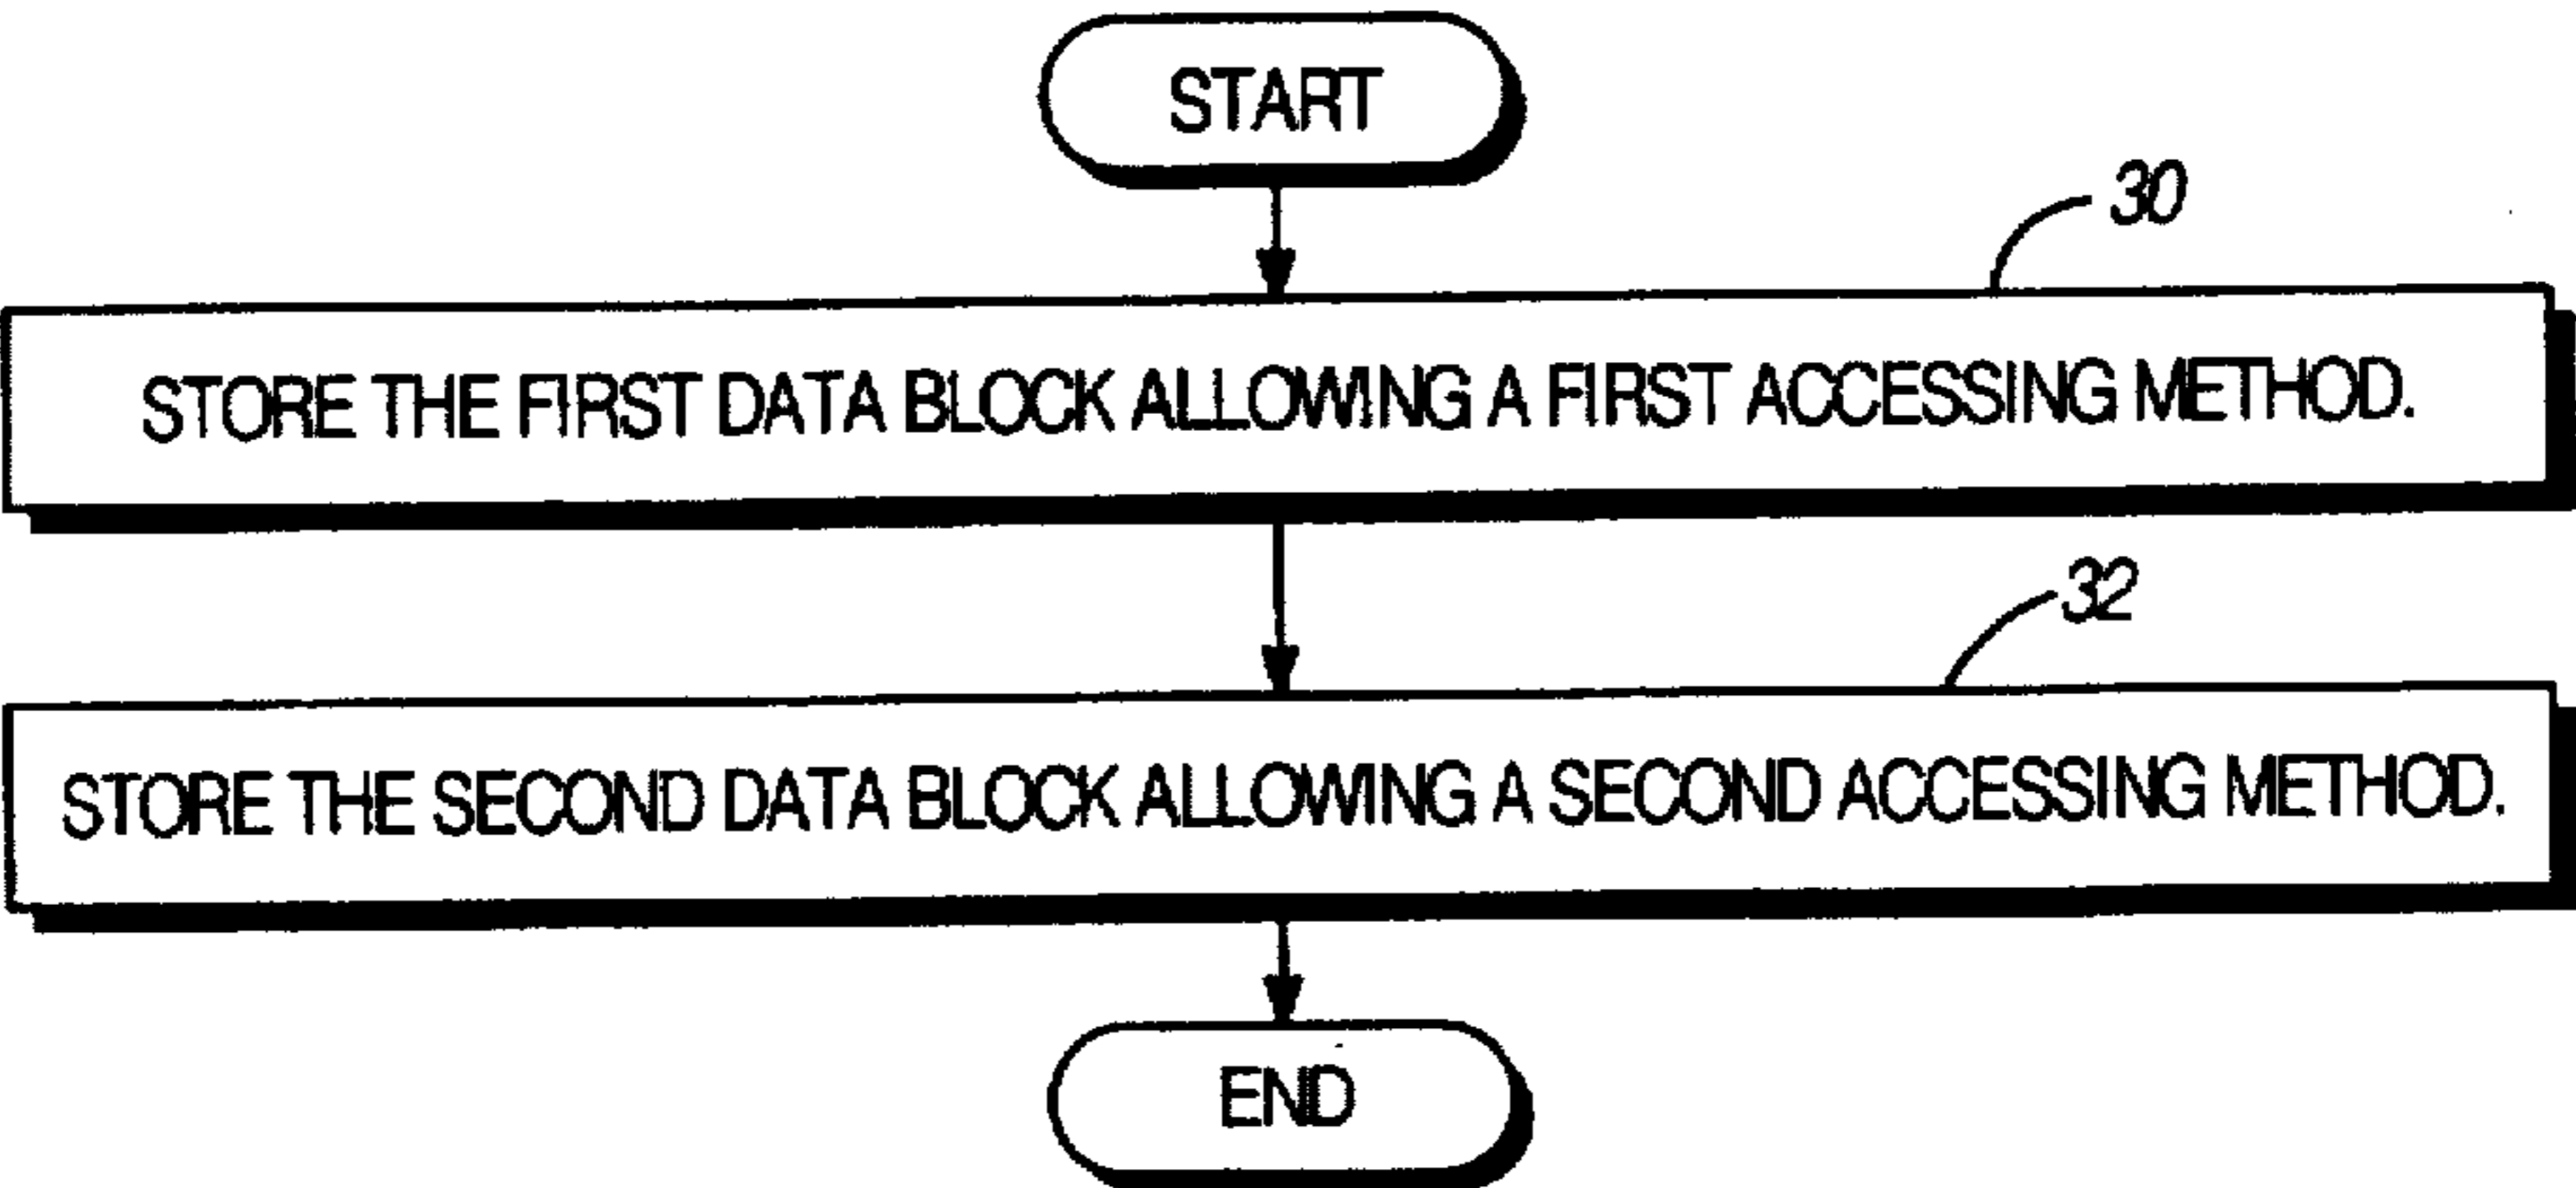 START
30
STORE THE FIRST DATA BLOCK ALLOWING A FIRST ACCESSING METHOD.
32
STORE THE SECOND DATA BLOCK ALLOWING A SECOND ACCESSING METHOD.
END